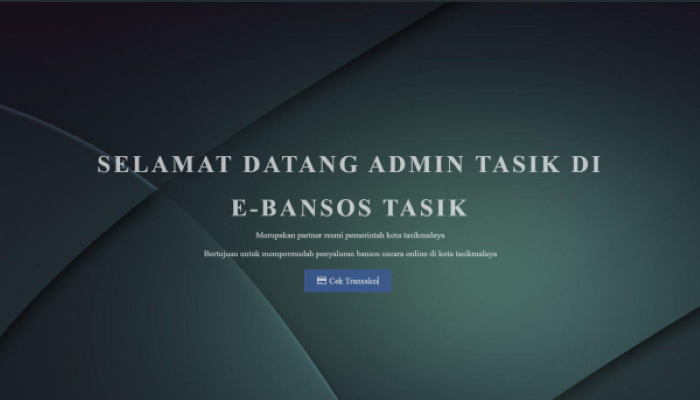 SELAMAT DATANG ADMIN TASIK DI
E-BANSOS TASIK
Merupakan partner resmi pemerintah kota tasikmalaya
Bertujuan untuk mempermudah penyaluran bansos secara online di kota tasikmalaya
Cek Transaksi